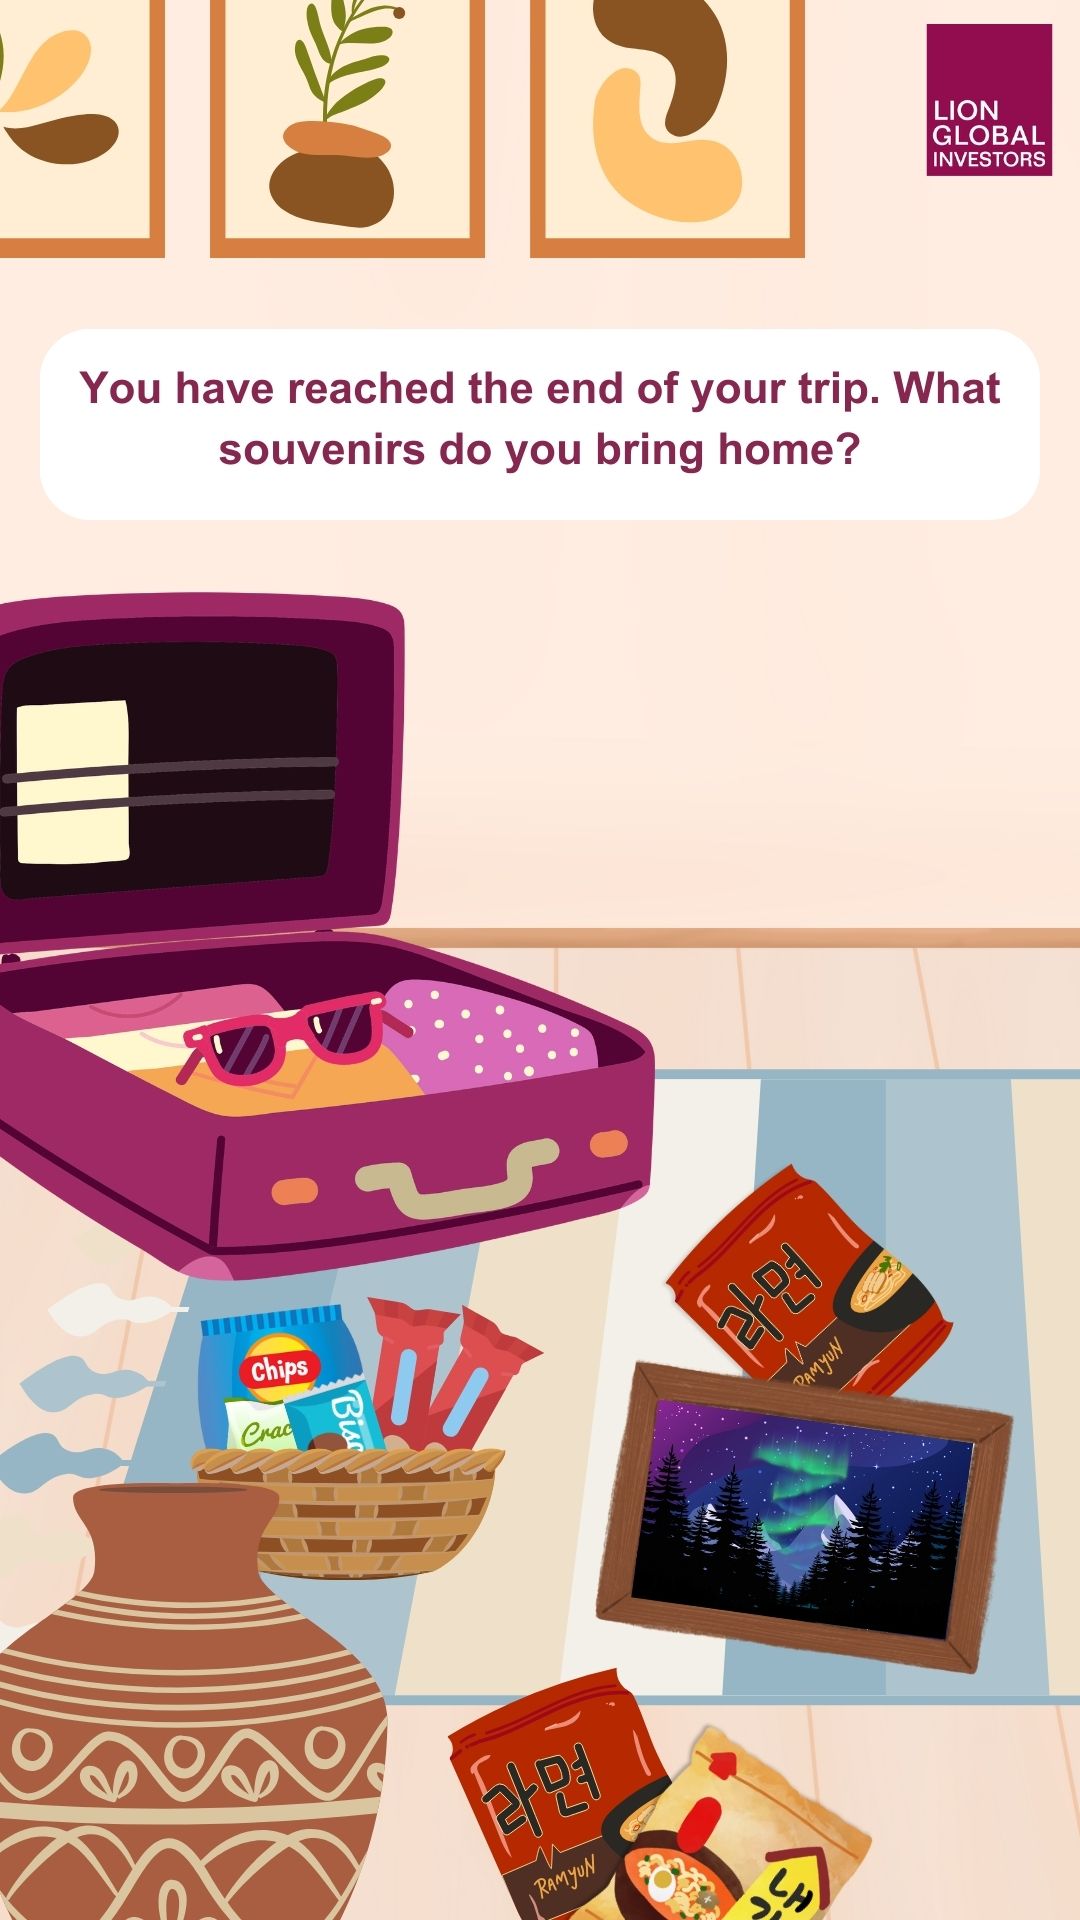 LION
GLOBAL
INVESTORS
You have reached the end of your trip. What
souvenirs do you bring home?
라면
RAMYUN
Chips
Crac
Bisc
라면
RAMYUN